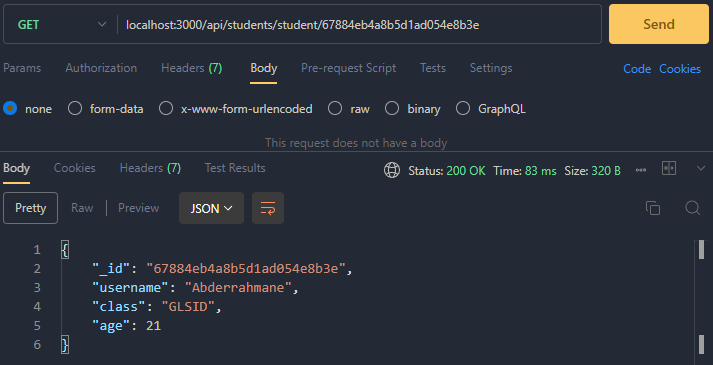 GET localhost:3000/api/students/student/67884eb4a8b5d1ad054e8b3e Send
Params Authorization Headers (7) Body Pre-request Script Tests Settings Code Cookies
none form-data x-www-form-urlencoded raw binary GraphQL
This request does not have a body
Body Cookies Headers (7) Test Results Status: 200 OK Time: 83 ms Size: 320 B
Pretty Raw Preview JSON
1 {
2 "_id": "67884eb4a8b5d1ad054e8b3e",
3 "username": "Abderrahmane",
4 "class": "GLSID",
5 "age": 21
6 }